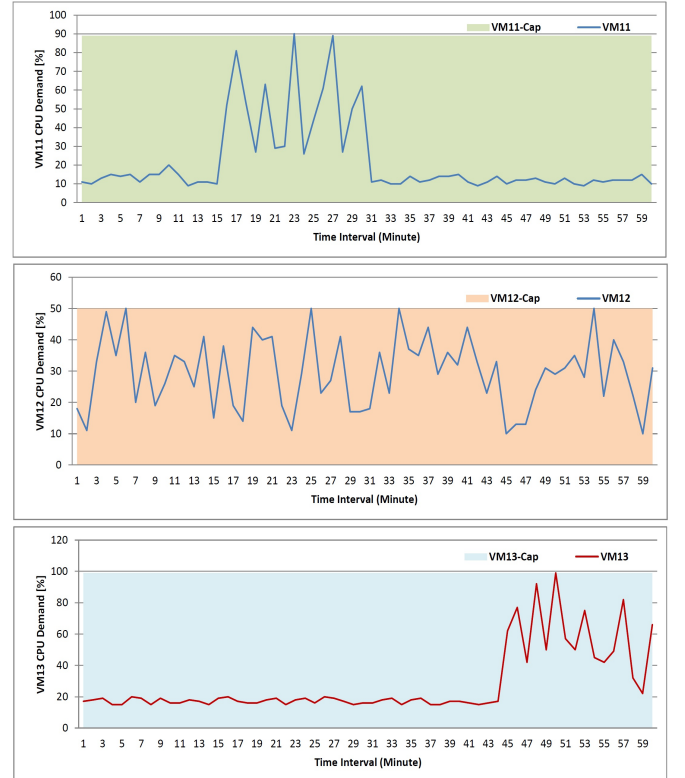 100
90
80
70
60
50
40
30
20
10
0
VM11 CPU Demand [%]
VM11-Cap VM11
1 3 5 7 9 11 13 15 17 19 21 23 25 27 29 31 33 35 37 39 41 43 45 47 49 51 53 55 57 59
Time Interval (Minute)
60
50
40
30
20
10
0
VM12 CPU Demand [%]
VM12-Cap VM12
1 3 5 7 9 11 13 15 17 19 21 23 25 27 29 31 33 35 37 39 41 43 45 47 49 51 53 55 57 59
Time Interval (Minute)
120
100
80
60
40
20
0
VM13 CPU Demand [%]
VM13-Cap VM13
1 3 5 7 9 11 13 15 17 19 21 23 25 27 29 31 33 35 37 39 41 43 45 47 49 51 53 55 57 59
Time Interval (Minute)